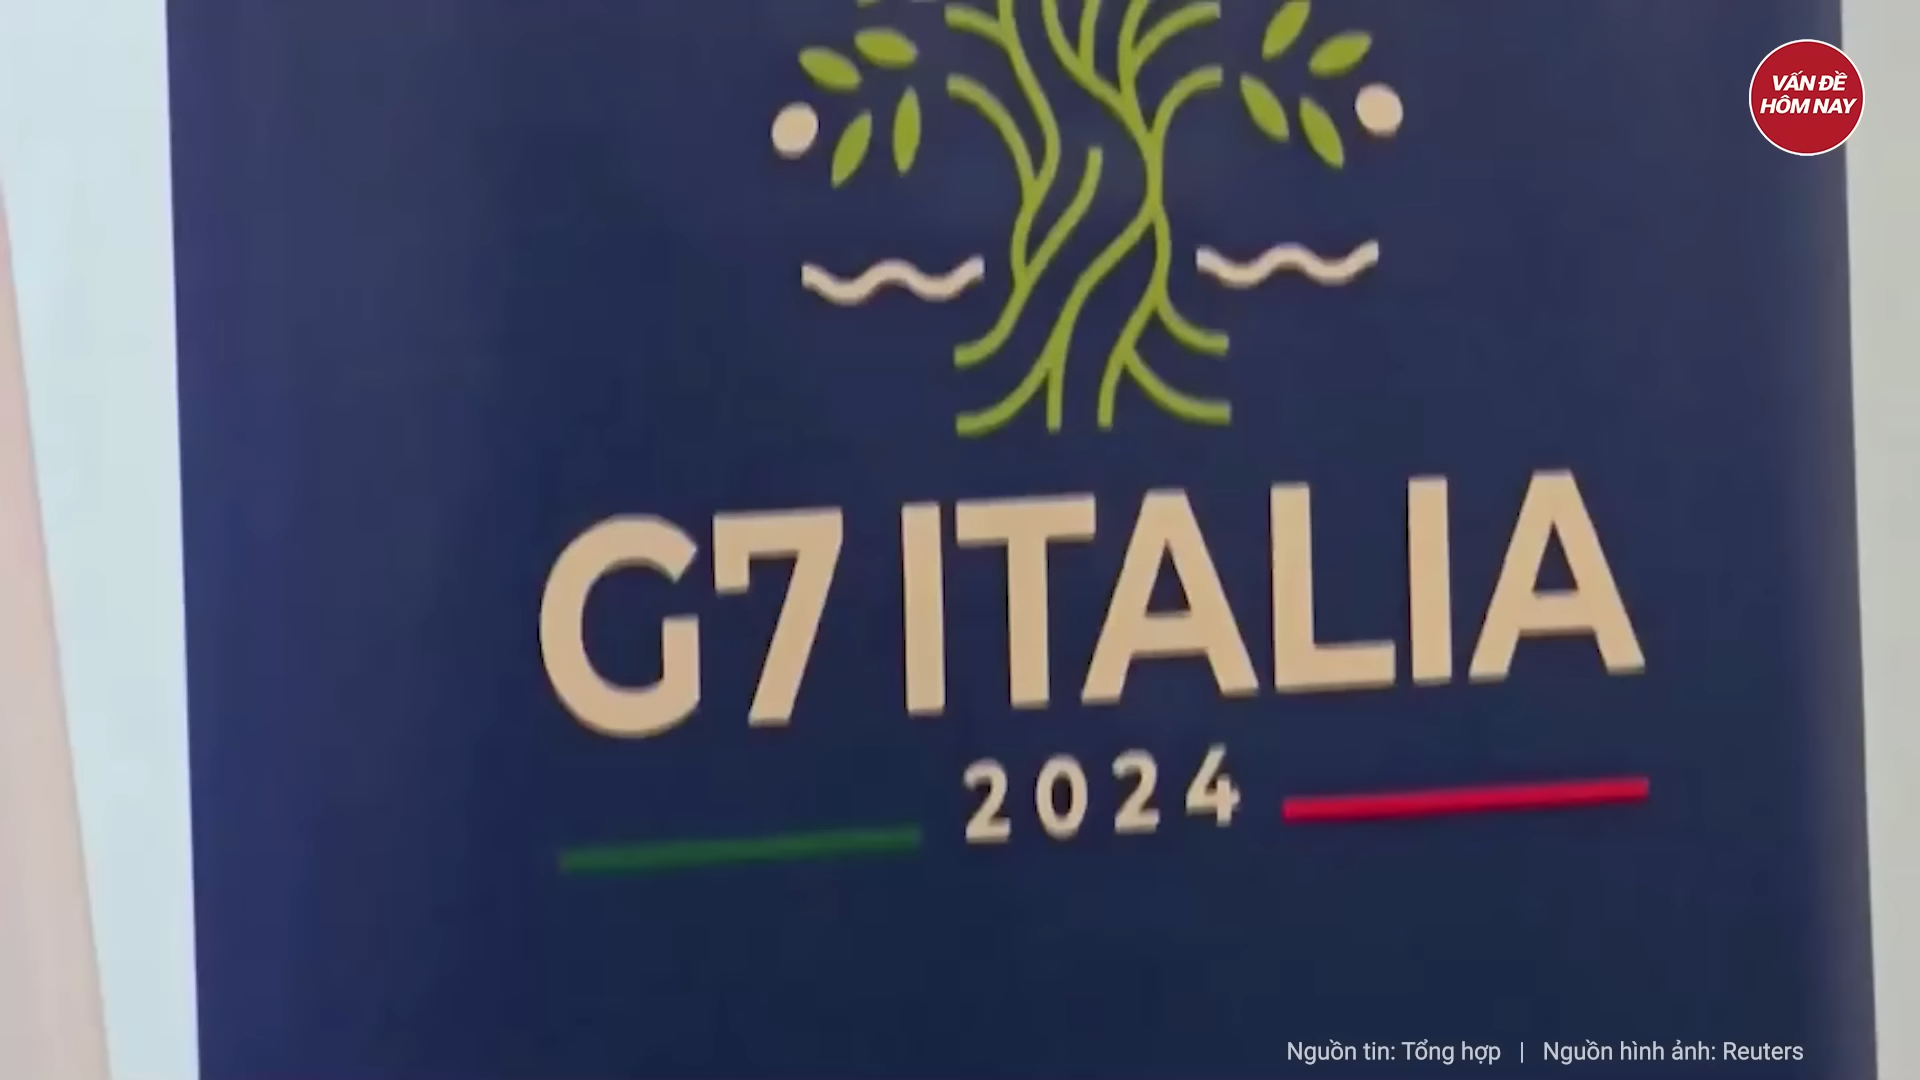 VẤN ĐỀ
HÔM NAY
G7 ITALIA
2024
Nguồn tin: Tổng hợp | Nguồn hình ảnh: Reuters